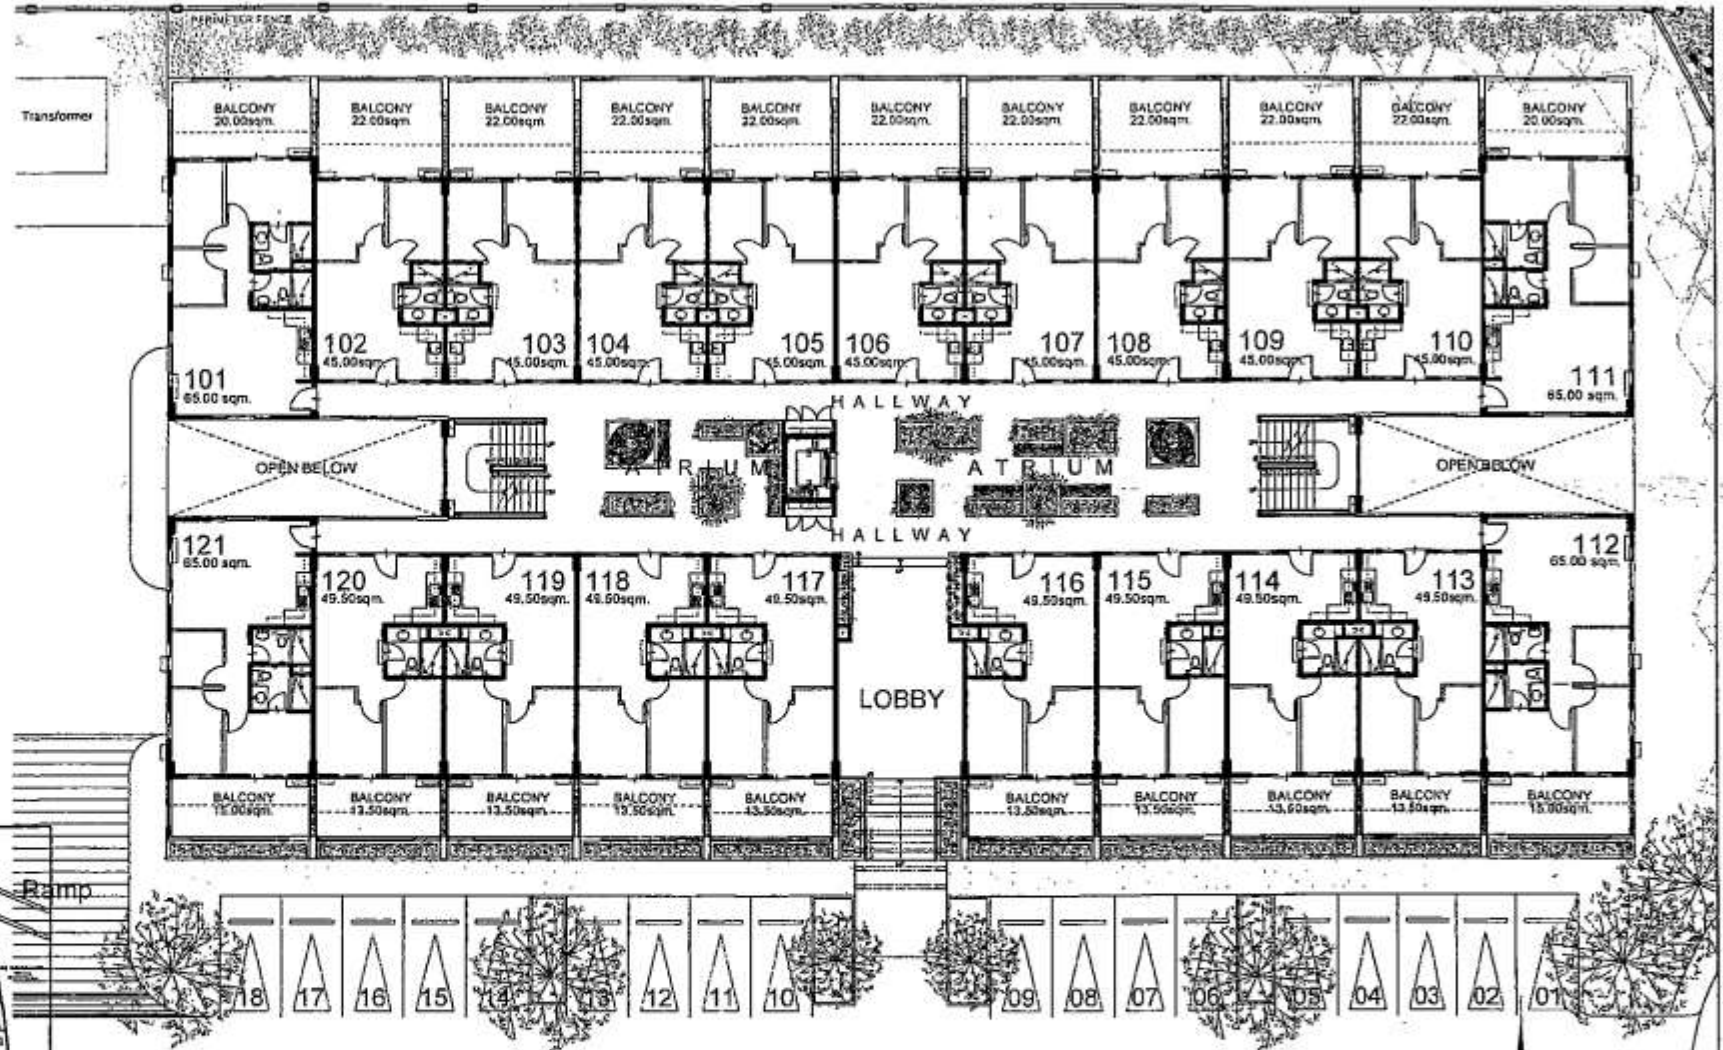 PERIMETER FENCE
Transformer
BALCONY
20.00sqm.
BALCONY
22.00sqm.
BALCONY
22.00sqm.
BALCONY
22.00sqm.
BALCONY
22.00sqm.
BALCONY
22.00sqm.
BALCONY
22.00sqm.
BALCONY
22.00sqm.
BALCONY
22.00sqm.
BALCONY
22.00sqm.
BALCONY
20.00sqm.
101
65.00 sqm.
102
45.00sqm.
103
45.00sqm.
104
45.00sqm.
105
45.00sqm.
106
45.00sqm.
107
45.00sqm.
108
45.00sqm.
109
45.00sqm.
110
45.00sqm.
111
65.00 sqm.
HALLWAY
OPEN BELOW
ATRIUM
ATRIUM
OPEN BELOW
HALLWAY
121
65.00 sqm.
120
49.50sqm.
119
49.50sqm.
118
49.50sqm.
117
49.50sqm.
116
49.50sqm.
115
49.50sqm.
114
49.50sqm.
113
49.50sqm.
112
65.00 sqm.
LOBBY
BALCONY
15.00sqm.
BALCONY
13.50sqm.
BALCONY
13.50sqm.
BALCONY
13.50sqm.
BALCONY
13.50sqm.
BALCONY
13.50sqm.
BALCONY
13.50sqm.
BALCONY
13.50sqm.
BALCONY
13.50sqm.
BALCONY
15.00sqm.
Ramp
18
17
16
15
14
13
12
11
10
09
08
07
06
05
04
03
02
01